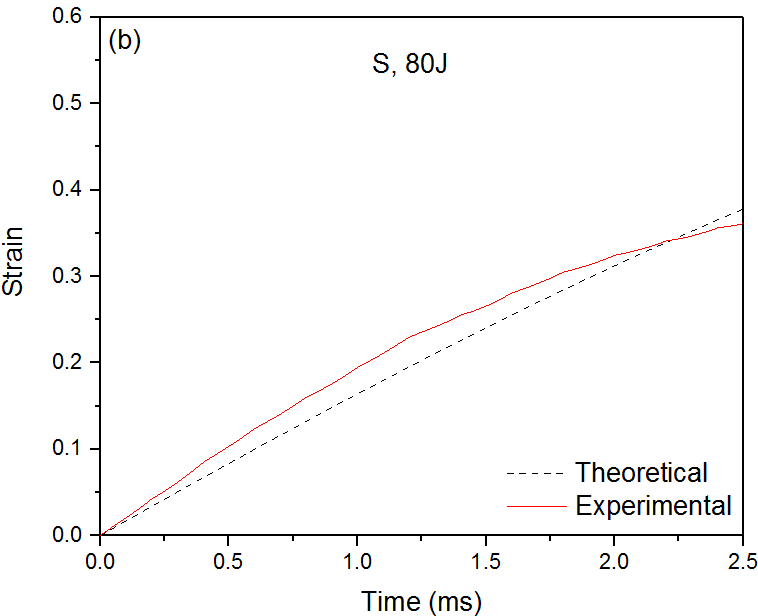 (b)
S, 80J
0.6
0.5
0.4
0.3
0.2
0.1
0.0
Strain
Theoretical
Experimental
0.0 0.5 1.0 1.5 2.0 2.5
Time (ms)